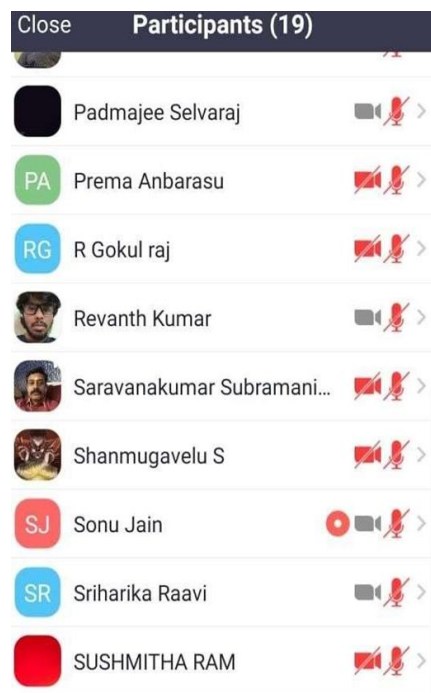 Close Participants (19)
Padmajee Selvaraj
PA Prema Anbarasu
RG R Gokul raj
Revanth Kumar
Saravanakumar Subramani...
Shanmugavelu S
SJ Sonu Jain
SR Sriharika Raavi
SUSHMITHA RAM